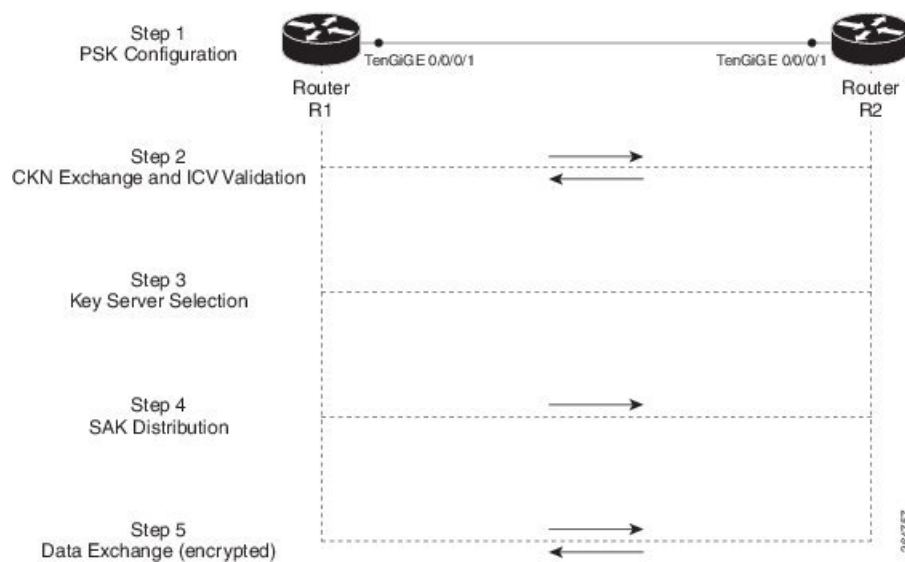 Step 1
PSK Configuration
TenGiGE 0/0/0/1
TenGiGE 0/0/0/1
Router
R1
Router
R2
Step 2
CKN Exchange and ICV Validation
Step 3
Key Server Selection
Step 4
SAK Distribution
Step 5
Data Exchange (encrypted)